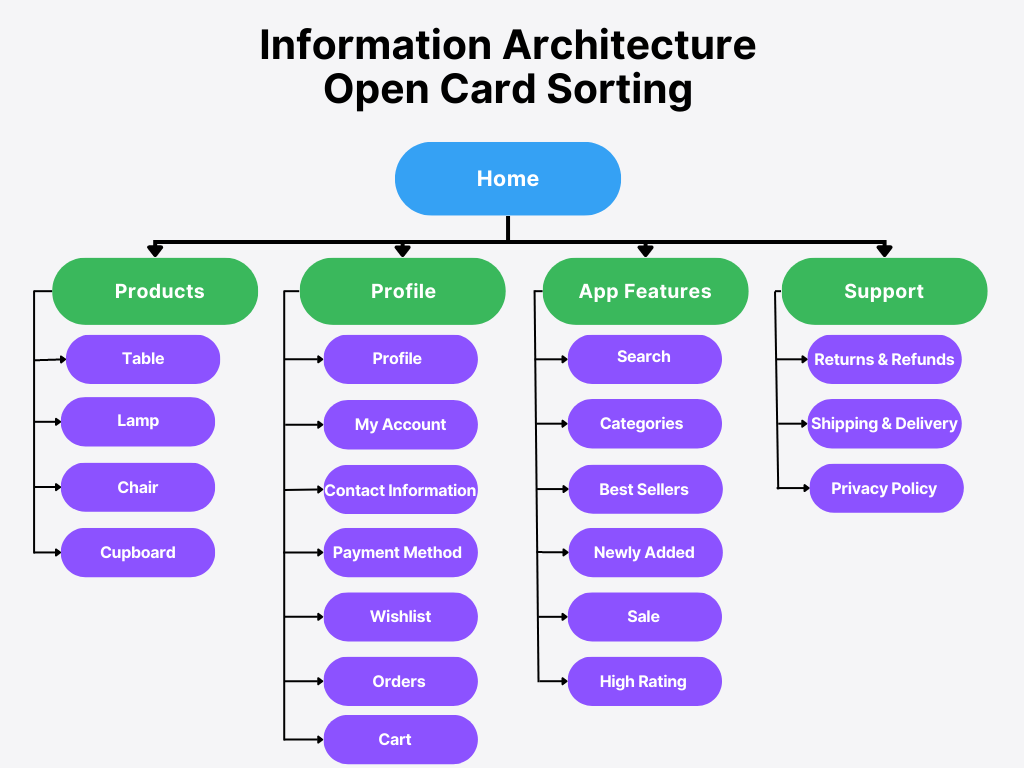 Information Architecture
Open Card Sorting
Home
Products
Profile
App Features
Support
Table
Lamp
Chair
Cupboard
Profile
My Account
Contact Information
Payment Method
Wishlist
Orders
Cart
Search
Categories
Best Sellers
Newly Added
Sale
High Rating
Returns & Refunds
Shipping & Delivery
Privacy Policy